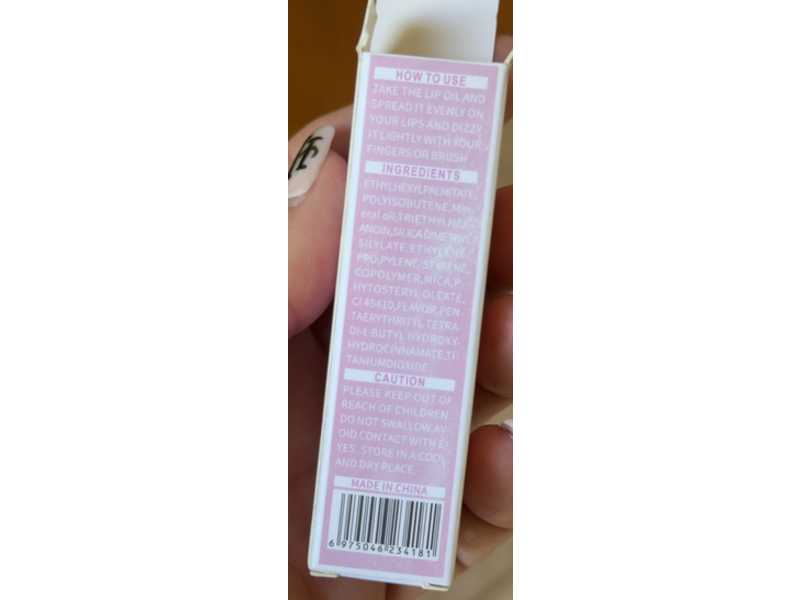 HOW TO USE
TAKE THE LIP OIL AND
SPREAD IT EVENLY ON
YOUR LIPS AND DIZZY
IT LIGHTLY WITH YOUR
FINGERS OR BRUSH
INGREDIENTS
ETHYLHEXYLPALMITATE,
POLYISOBUTENE,Min-
eral oil,TRIETHYLHEX-
ANOIN,SILICA DIMETHYL
SILYLATE,ETHYLENE/
PRO,PYLENE/STYRENE,
COPOLYMER,MICA,P-
HYTOSTERYL OLEATE,
CI 45410,FLAVOR,PEN-
TAERYTHRITYL TETRA-
DI-t-BUTYL HYDROXY-
HYDROCINNAMATE,TI-
TANIUMDIOXIDE
CAUTION
PLEASE KEEP OUT OF
REACH OF CHILDREN.
DO NOT SWALLOW.AV-
OID CONTACT WITH E-
YES. STORE IN A COOL
AND DRY PLACE.
MADE IN CHINA
6 975046 234181